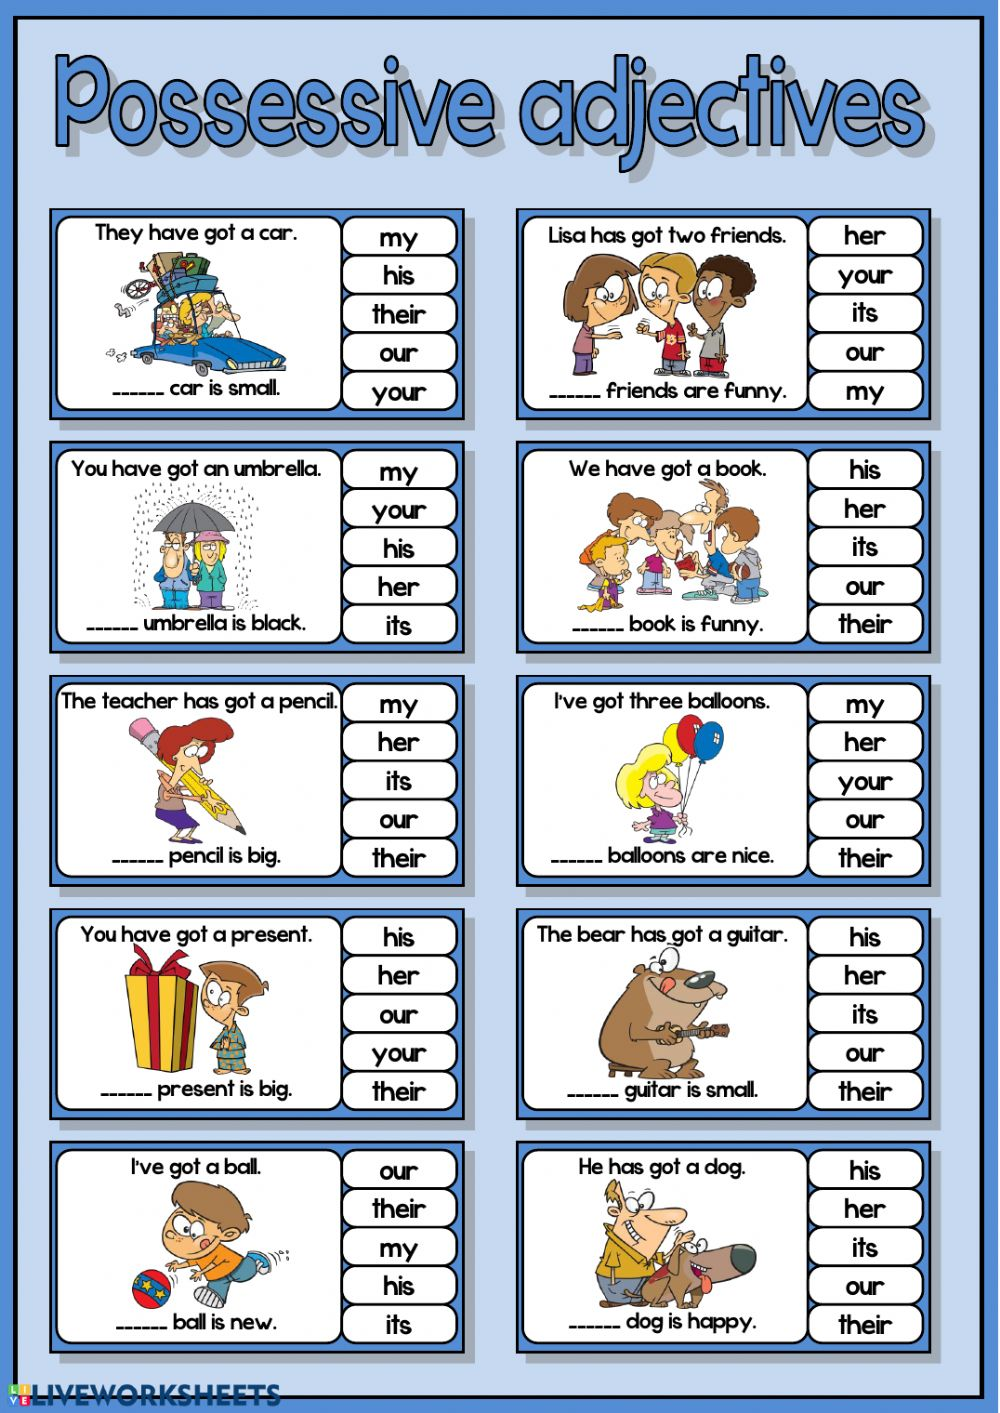 Possessive adjectives
They have got a car.
______ car is small.
my
his
their
our
your
Lisa has got two friends.
______ friends are funny.
her
your
its
our
my
You have got an umbrella.
______ umbrella is black.
my
your
his
her
its
We have got a book.
______ book is funny.
his
her
its
our
their
The teacher has got a pencil.
______ pencil is big.
my
her
its
our
their
I've got three balloons.
______ balloons are nice.
my
her
your
our
their
You have got a present.
______ present is big.
his
her
our
your
their
The bear has got a guitar.
______ guitar is small.
his
her
its
our
their
I've got a ball.
______ ball is new.
our
their
my
his
its
He has got a dog.
______ dog is happy.
his
her
its
our
their
LIVE LIVEWORKSHEETS